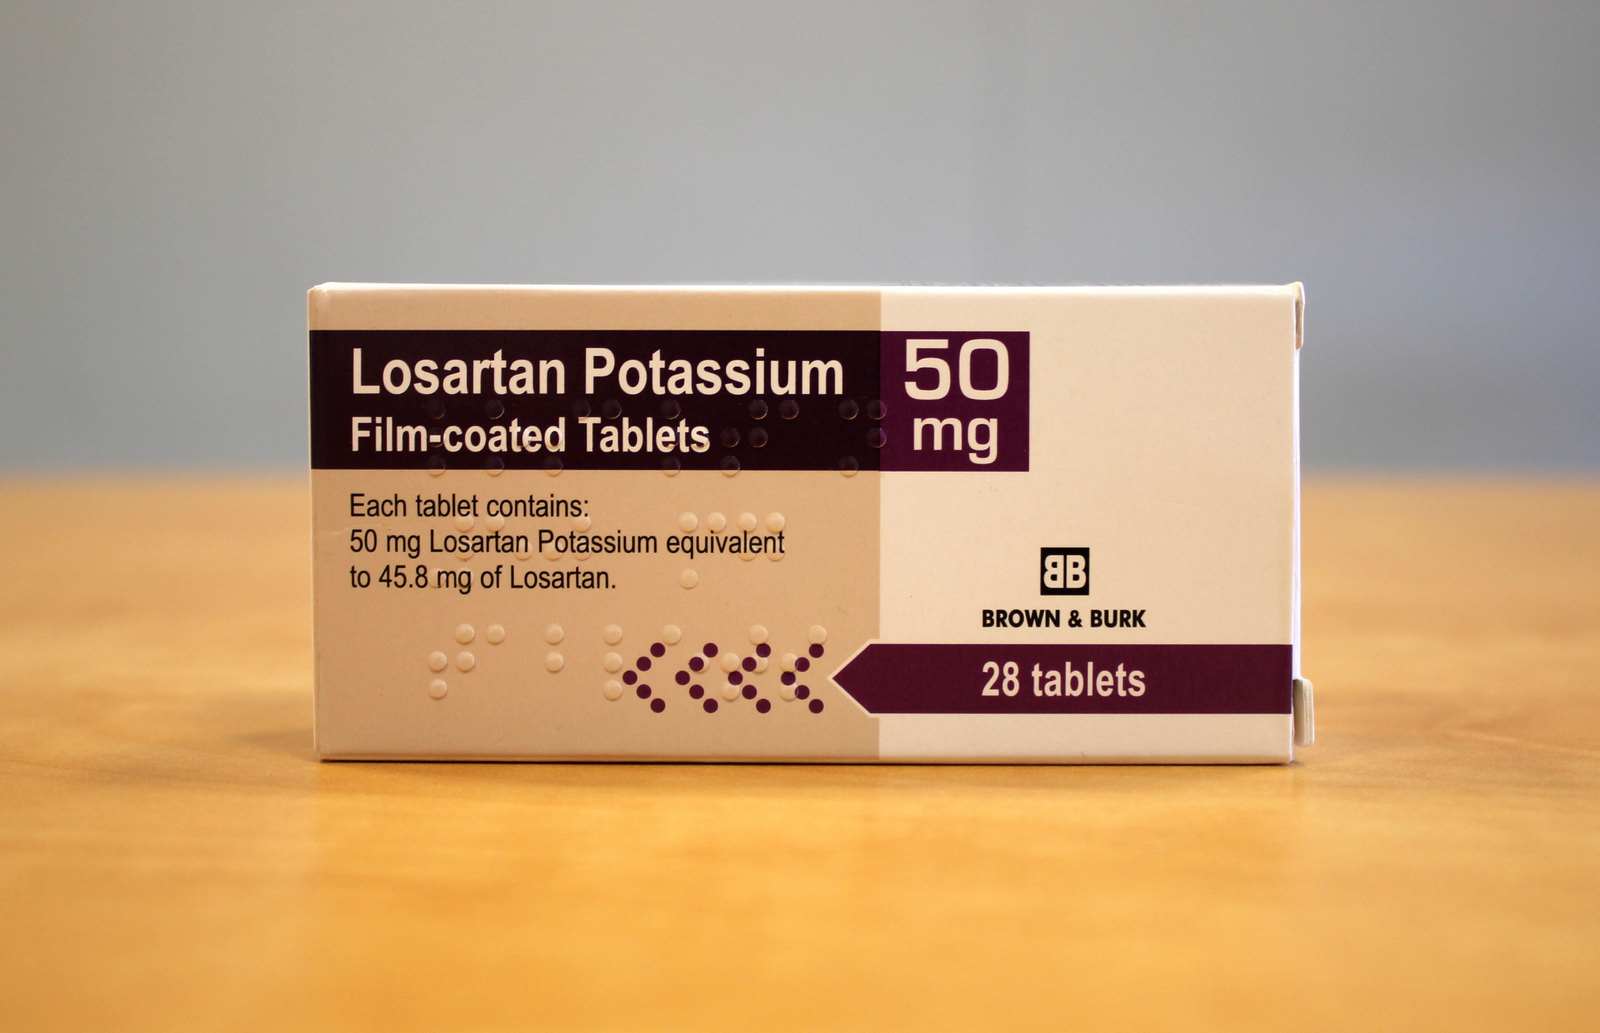 Losartan Potassium 50
Film-coated Tablets mg
Each tablet contains:
50 mg Losartan Potassium equivalent
to 45.8 mg of Losartan.
BB
BROWN & BURK
28 tablets